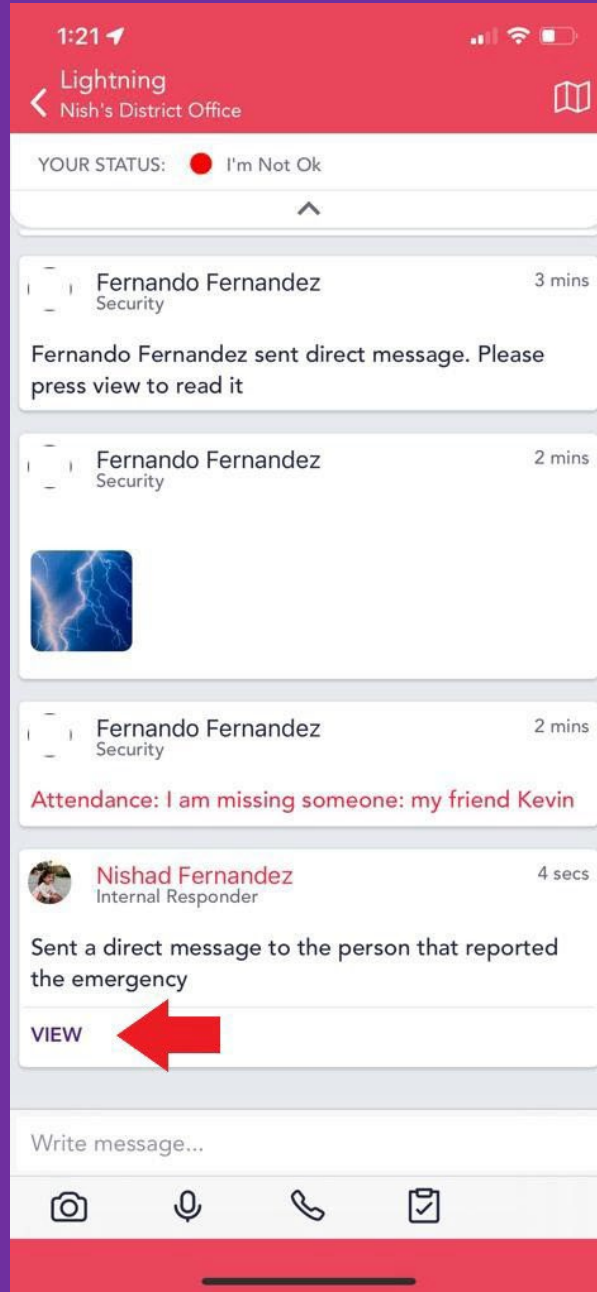 1:21
Lightning
Nish's District Office
YOUR STATUS: I'm Not Ok
Fernando Fernandez 3 mins
Security
Fernando Fernandez sent direct message. Please
press view to read it
Fernando Fernandez 2 mins
Security
Fernando Fernandez 2 mins
Security
Attendance: I am missing someone: my friend Kevin
Nishad Fernandez 4 secs
Internal Responder
Sent a direct message to the person that reported
the emergency
VIEW
Write message...